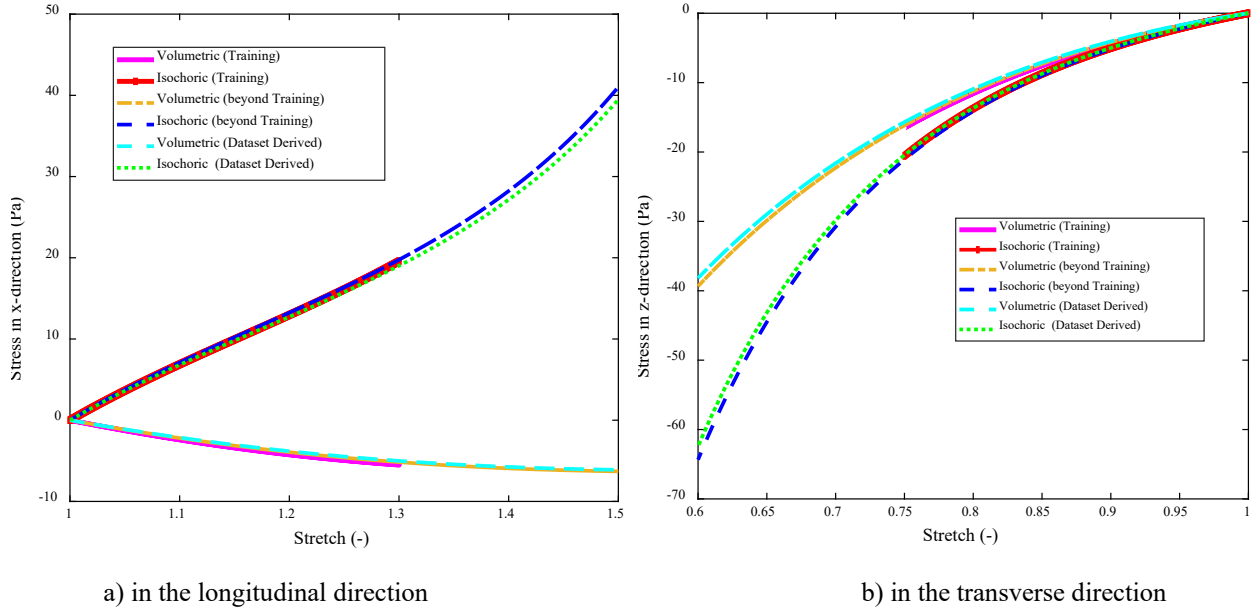 Volumetric (Training)
Isochoric (Training)
Volumetric (beyond Training)
Isochoric (beyond Training)
Volumetric (Dataset Derived)
Isochoric (Dataset Derived)
50
40
30
20
10
0
-10
Stress in x-direction (Pa)
1
1.1
1.2
1.3
1.4
1.5
Stretch (-)
a) in the longitudinal direction
0
-10
-20
-30
-40
-50
-60
-70
Stress in z-direction (Pa)
Volumetric (Training)
Isochoric (Training)
Volumetric (beyond Training)
Isochoric (beyond Training)
Volumetric (Dataset Derived)
Isochoric (Dataset Derived)
0.6
0.65
0.7
0.75
0.8
0.85
0.9
0.95
1
Stretch (-)
b) in the transverse direction